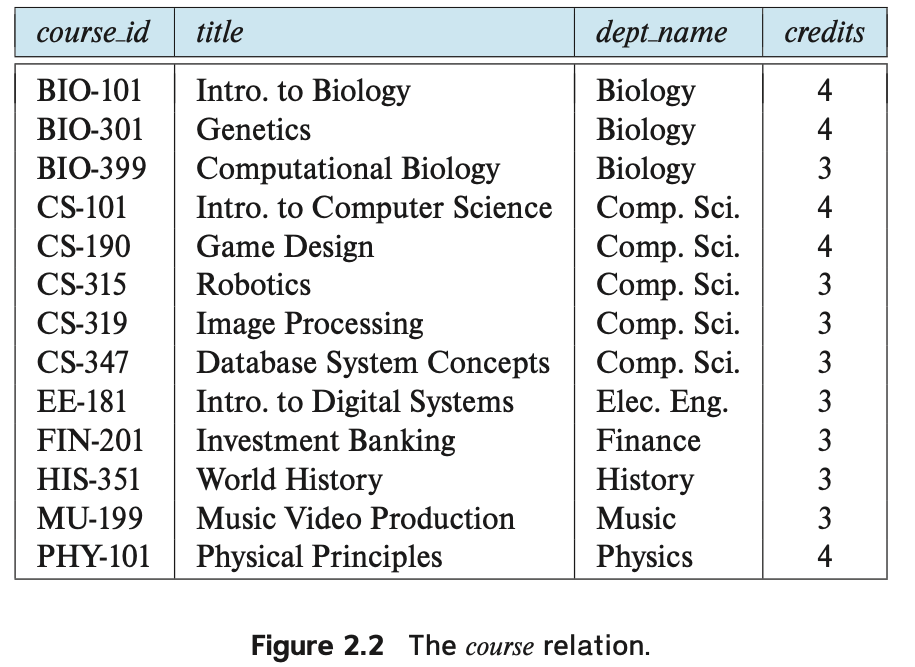 course_id title dept_name credits
BIO-101 Intro. to Biology Biology 4
BIO-301 Genetics Biology 4
BIO-399 Computational Biology Biology 3
CS-101 Intro. to Computer Science Comp. Sci. 4
CS-190 Game Design Comp. Sci. 4
CS-315 Robotics Comp. Sci. 3
CS-319 Image Processing Comp. Sci. 3
CS-347 Database System Concepts Comp. Sci. 3
EE-181 Intro. to Digital Systems Elec. Eng. 3
FIN-201 Investment Banking Finance 3
HIS-351 World History History 3
MU-199 Music Video Production Music 3
PHY-101 Physical Principles Physics 4
Figure 2.2 The course relation.